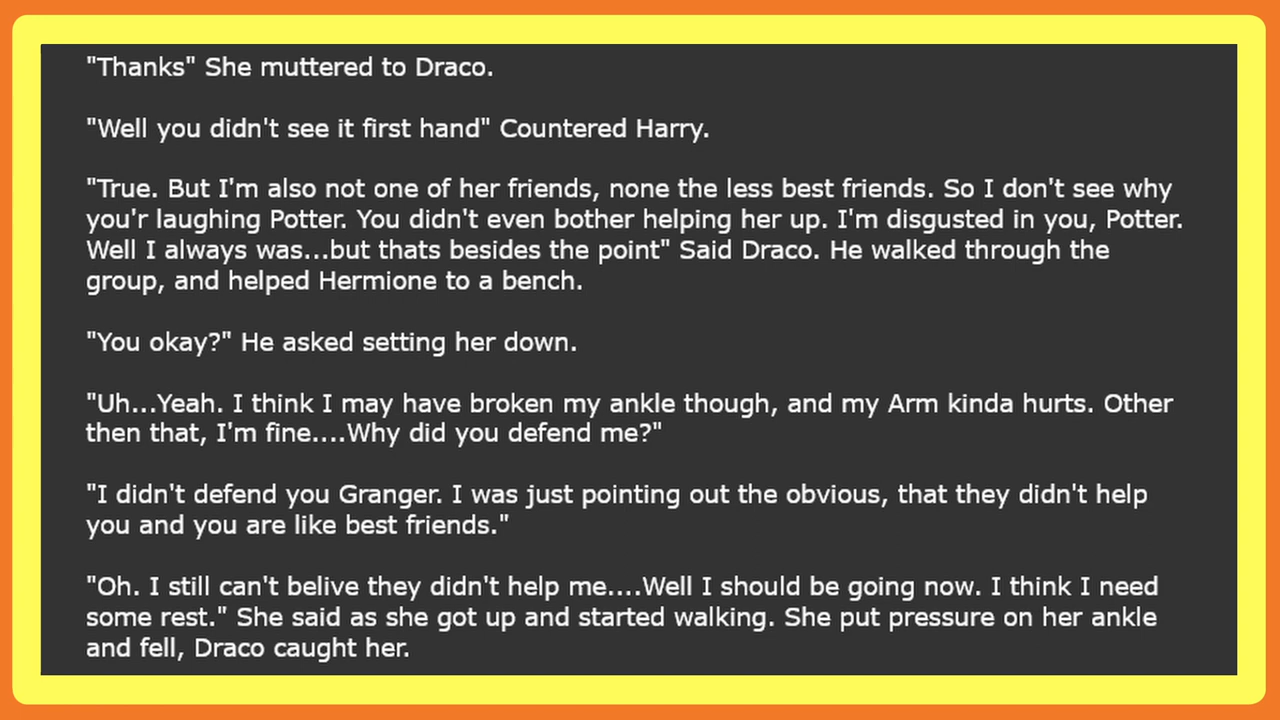 "Thanks" She muttered to Draco.
"Well you didn't see it first hand" Countered Harry.
"True. But I'm also not one of her friends, none the less best friends. So I don't see why
you'r laughing Potter. You didn't even bother helping her up. I'm disgusted in you, Potter.
Well I always was...but thats besides the point" Said Draco. He walked through the
group, and helped Hermione to a bench.
"You okay?" He asked setting her down.
"Uh...Yeah. I think I may have broken my ankle though, and my Arm kinda hurts. Other
then that, I'm fine....Why did you defend me?"
"I didn't defend you Granger. I was just pointing out the obvious, that they didn't help
you and you are like best friends."
"Oh. I still can't belive they didn't help me....Well I should be going now. I think I need
some rest." She said as she got up and started walking. She put pressure on her ankle
and fell, Draco caught her.